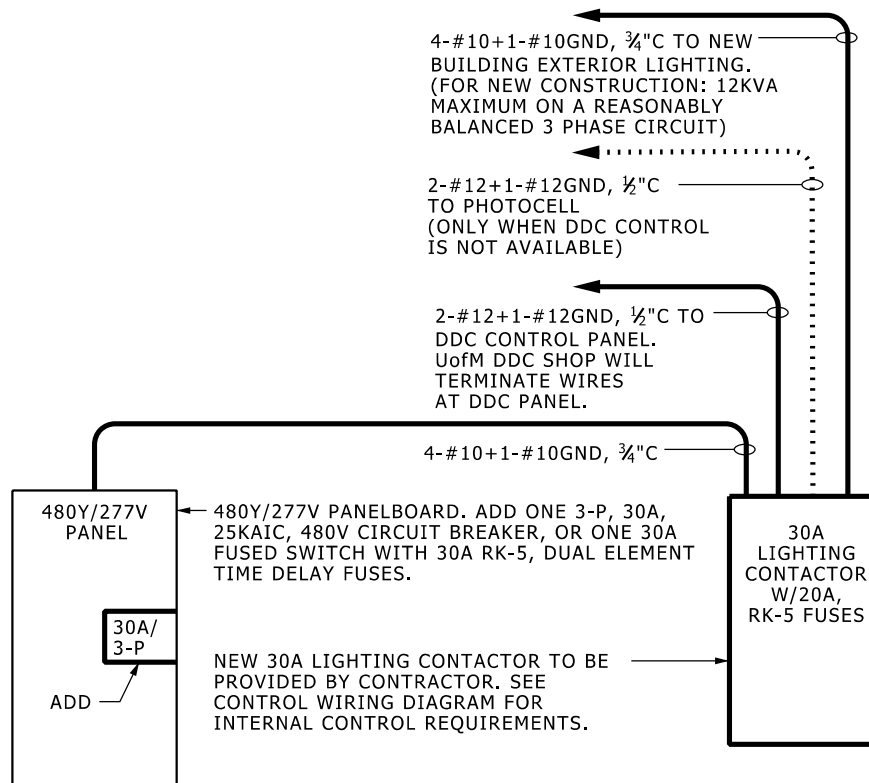 4-#10+1-#10GND, ¾"C TO NEW
BUILDING EXTERIOR LIGHTING.
(FOR NEW CONSTRUCTION: 12KVA
MAXIMUM ON A REASONABLY
BALANCED 3 PHASE CIRCUIT)
2-#12+1-#12GND, ½"C
TO PHOTOCELL
(ONLY WHEN DDC CONTROL
IS NOT AVAILABLE)
2-#12+1-#12GND, ½"C TO
DDC CONTROL PANEL.
UofM DDC SHOP WILL
TERMINATE WIRES
AT DDC PANEL.
4-#10+1-#10GND, ¾"C
480Y/277V
PANEL
480Y/277V PANELBOARD. ADD ONE 3-P, 30A,
25KAIC, 480V CIRCUIT BREAKER, OR ONE 30A
FUSED SWITCH WITH 30A RK-5, DUAL ELEMENT
TIME DELAY FUSES.
30A
LIGHTING
CONTACTOR
W/20A,
RK-5 FUSES
30A/
3-P
ADD
NEW 30A LIGHTING CONTACTOR TO BE
PROVIDED BY CONTRACTOR. SEE
CONTROL WIRING DIAGRAM FOR
INTERNAL CONTROL REQUIREMENTS.